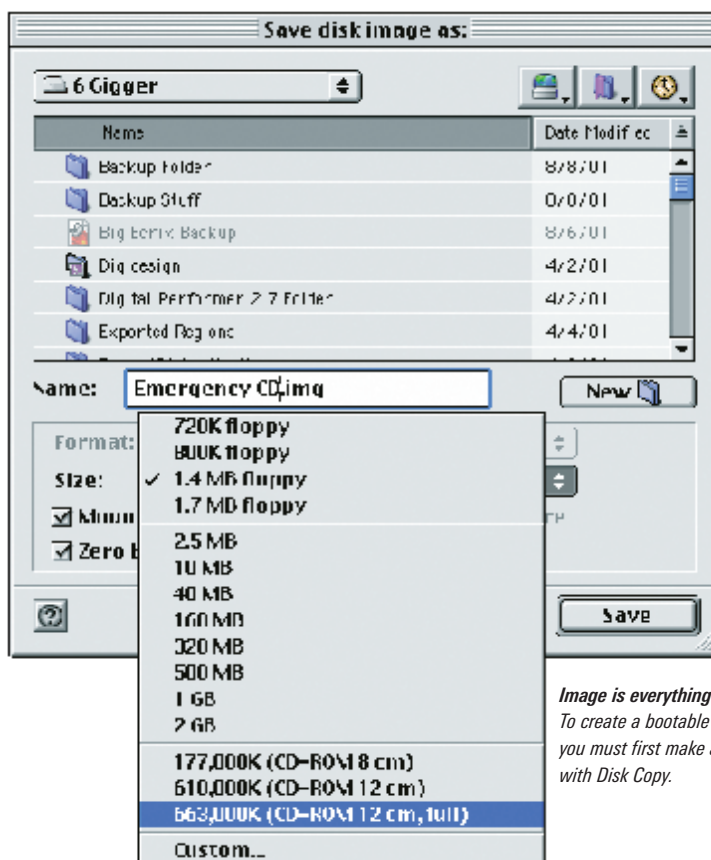 Save disk image as:
6 Gigger
Name Date Modified
Backup Folder 8/8/01
Backup Stuff 8/8/01
Backup 8/6/01
Digidesign 4/2/01
Digital Performer 2.7 Folder 4/2/01
Exported Regions 4/4/01
Name: Emergency CD.img New
Format:
Size:
Moun
Zero b
720K floppy
800K floppy
✓ 1.4 MB floppy
1.7 MB floppy
2.5 MB
10 MB
40 MB
160 MB
320 MB
500 MB
1 GB
2 GB
177,000K (CD-ROM 8 cm)
610,000K (CD-ROM 12 cm)
663,000K (CD-ROM 12 cm, full)
Custom...
?
Save
Image is everything
To create a bootable
you must first make
with Disk Copy.